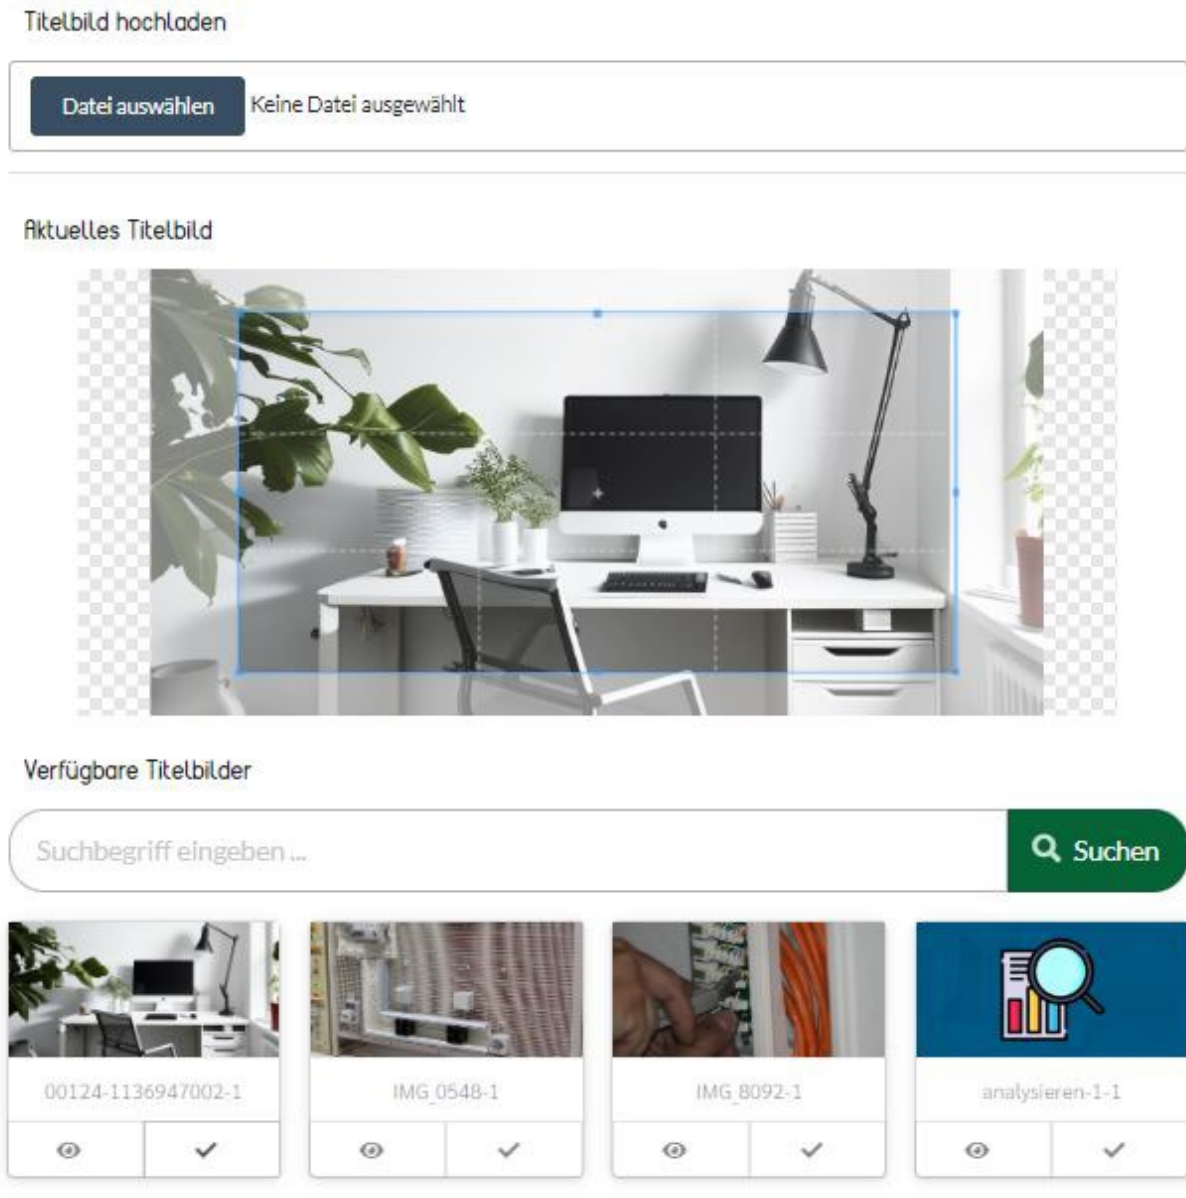 Titelbild hochladen
Datei auswählen Keine Datei ausgewählt
Aktuelles Titelbild
Verfügbare Titelbilder
Suchbegriff eingeben ...
Suchen
00124-1136947002-1
IMG_0548-1
IMG_8092-1
analysieren-1-1